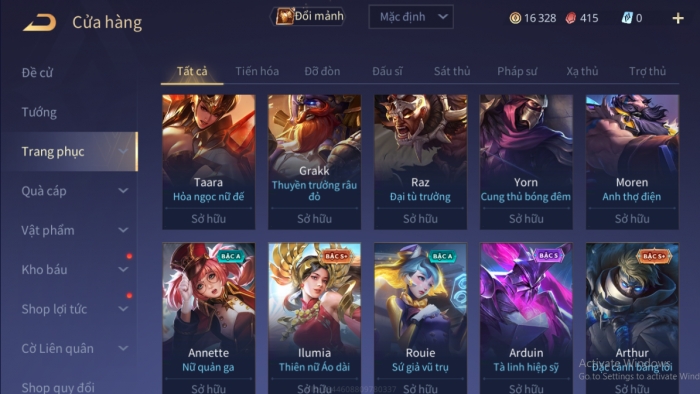 Cửa hàng
Đổi mảnh
Mặc định
16 328
415
0
Đề cử
Tướng
Trang phục
Quà cáp
Vật phẩm
Kho báu
Shop lợi tức
Cờ Liên quân
Shop quy đổi
Tất cả
Tiến hóa
Đỡ đòn
Đấu sĩ
Sát thủ
Pháp sư
Xạ thủ
Trợ thủ
Taara
Hỏa ngọc nữ đế
Sở hữu
Grakk
Thuyền trưởng râu
đỏ
Sở hữu
Raz
Đại tù trưởng
Sở hữu
Yorn
Cung thủ bóng đêm
Sở hữu
Moren
Anh thợ điện
Sở hữu
BẬC A
Annette
Nữ quản ga
Sở hữu
BẬC S+
Ilumia
Thiên nữ Áo dài
Sở hữu
BẬC A
Rouie
Sứ giả vũ trụ
Sở hữu
BẬC S
Arduin
Tà linh hiệp sỹ
Sở hữu
BẬC S+
Arthur
Đặc cảnh băng lôi
Sở hữu
Activate Windows
Go to Settings to activate Wind